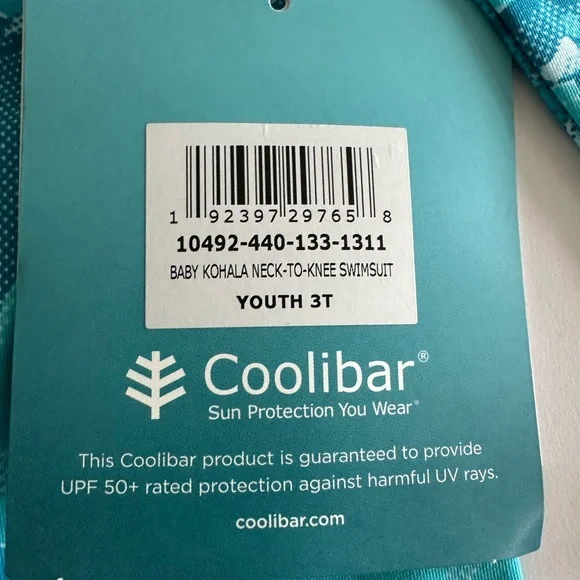 1 92397 29765 8
10492-440-133-1311
BABY KOHALA NECK-TO-KNEE SWIMSUIT
YOUTH 3T
Coolibar®
Sun Protection You Wear™
This Coolibar product is guaranteed to provide
UPF 50+ rated protection against harmful UV rays.
coolibar.com